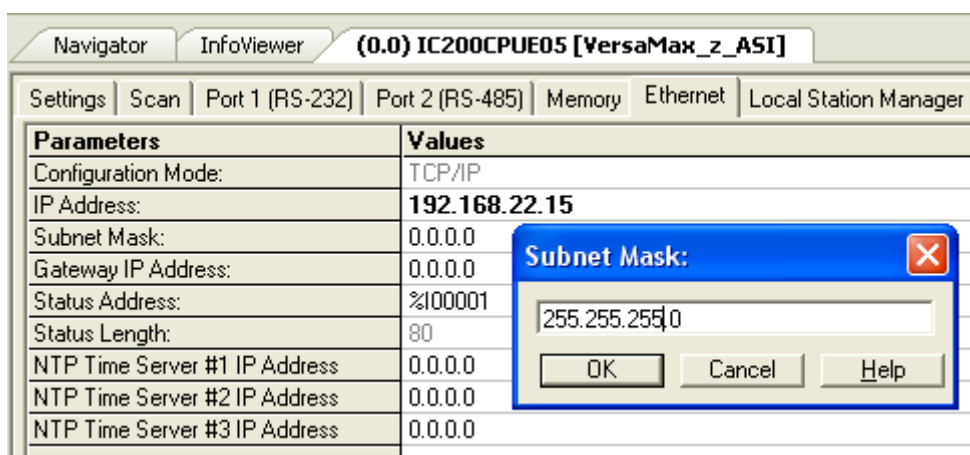 Navigator InfoViewer (0.0) IC200CPUE05 [VersaMax_z_ASI]
Settings Scan Port 1 (RS-232) Port 2 (RS-485) Memory Ethernet Local Station Manager
Parameters Values
Configuration Mode: TCP/IP
IP Address: 192.168.22.15
Subnet Mask: 0.0.0.0
Gateway IP Address: 0.0.0.0
Status Address: %I00001
Status Length: 80
NTP Time Server #1 IP Address 0.0.0.0
NTP Time Server #2 IP Address 0.0.0.0
NTP Time Server #3 IP Address 0.0.0.0
Subnet Mask:
255.255.255.0
OK Cancel Help